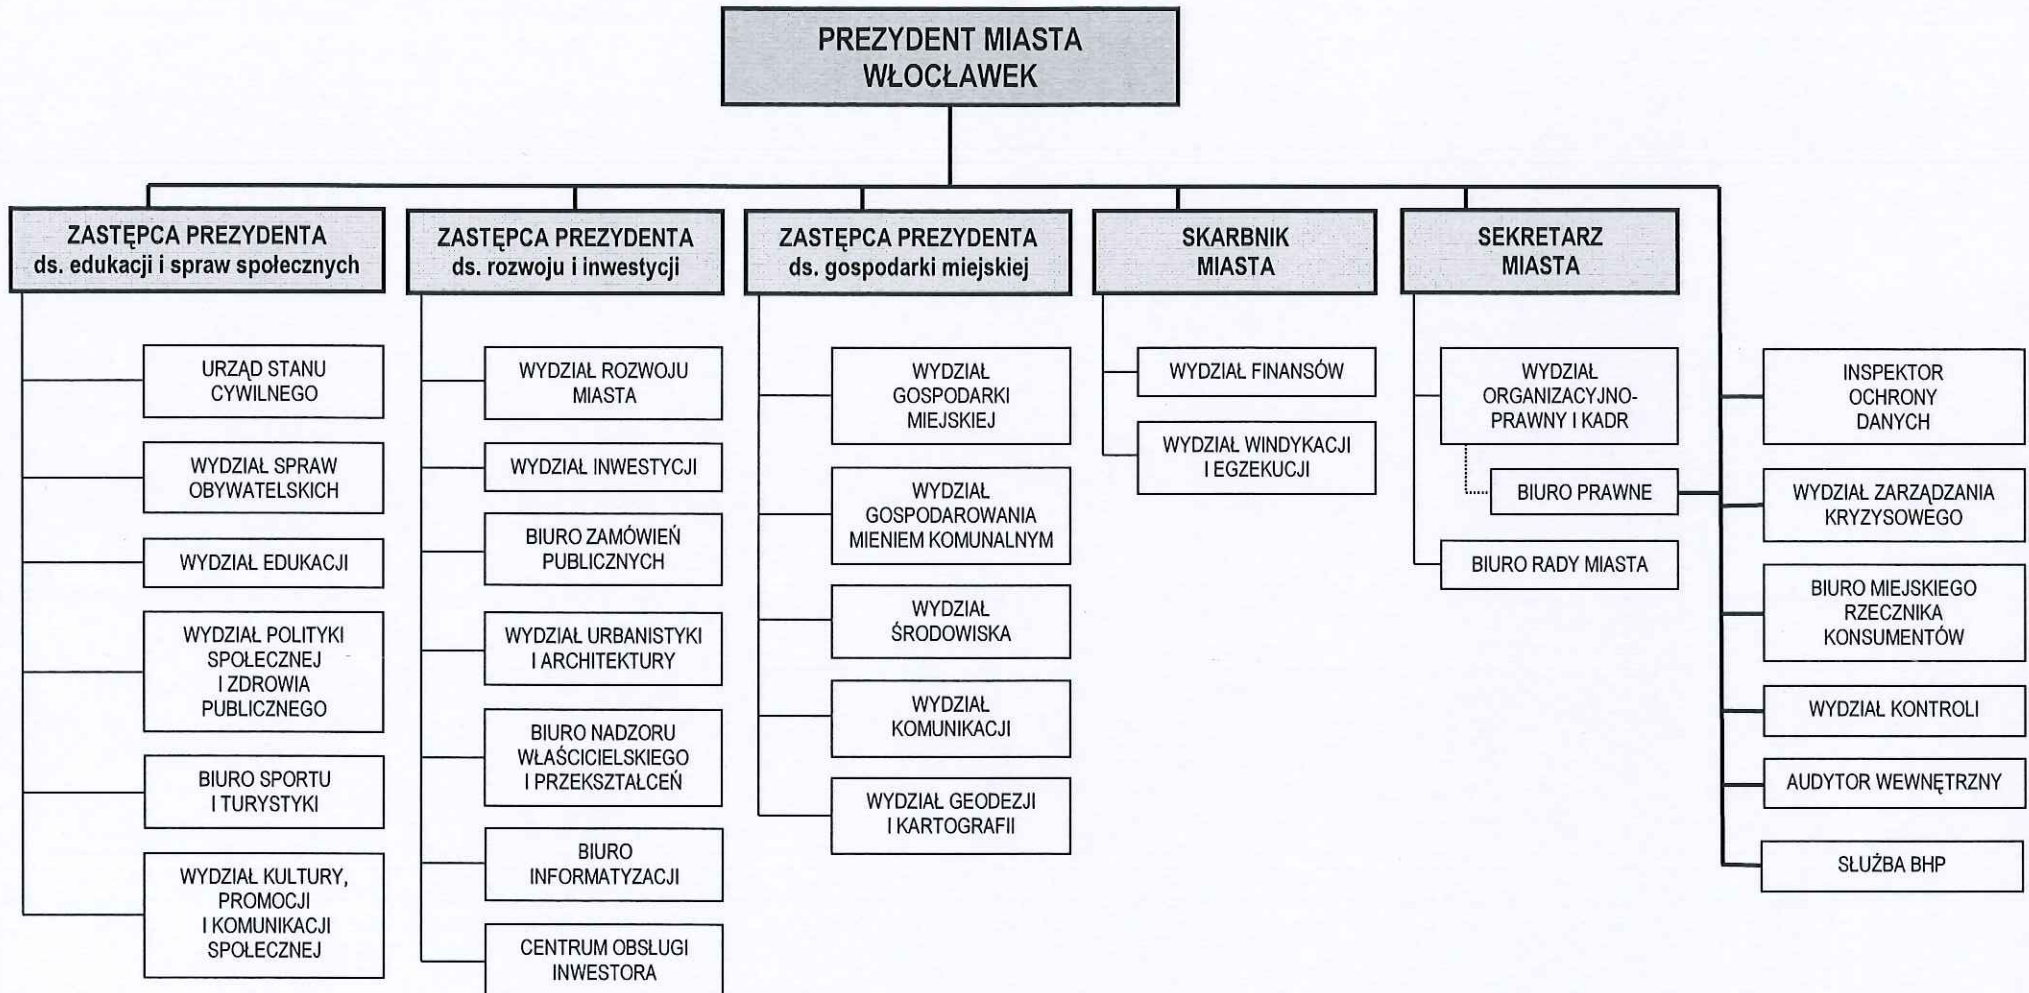 PREZYDENT MIASTA
WŁOCŁAWEK
ZASTĘPCA PREZYDENTA
ds. edukacji i spraw społecznych
URZĄD STANU
CYWILNEGO
WYDZIAŁ SPRAW
OBYWATELSKICH
WYDZIAŁ EDUKACJI
WYDZIAŁ POLITYKI
SPOŁECZNEJ
I ZDROWIA
PUBLICZNEGO
BIURO SPORTU
I TURYSTYKI
WYDZIAŁ KULTURY,
PROMOCJI
I KOMUNIKACJI
SPOŁECZNEJ
ZASTĘPCA PREZYDENTA
ds. rozwoju i inwestycji
WYDZIAŁ ROZWOJU
MIASTA
WYDZIAŁ INWESTYCJI
BIURO ZAMÓWIEŃ
PUBLICZNYCH
WYDZIAŁ URBANISTYKI
I ARCHITEKTURY
BIURO NADZORU
WŁAŚCICIELSKIEGO
I PRZEKSZTAŁCEŃ
BIURO
INFORMATYZACJI
CENTRUM OBSŁUGI
INWESTORA
ZASTĘPCA PREZYDENTA
ds. gospodarki miejskiej
WYDZIAŁ
GOSPODARKI
MIEJSKIEJ
WYDZIAŁ
GOSPODAROWANIA
MIENIEM KOMUNALNYM
WYDZIAŁ
ŚRODOWISKA
WYDZIAŁ
KOMUNIKACJI
WYDZIAŁ GEODEZJI
I KARTOGRAFII
SKARBNIK
MIASTA
WYDZIAŁ FINANSÓW
WYDZIAŁ WINDYKACJI
I EGZEKUCJI
SEKRETARZ
MIASTA
WYDZIAŁ
ORGANIZACYJNO-
PRAWNY I KADR
BIURO PRAWNE
BIURO RADY MIASTA
INSPEKTOR
OCHRONY
DANYCH
WYDZIAŁ ZARZĄDZANIA
KRYZYSOWEGO
BIURO MIEJSKIEGO
RZECZNIKA
KONSUMENTÓW
WYDZIAŁ KONTROLI
AUDYTOR WEWNĘTRZNY
SŁUŻBA BHP